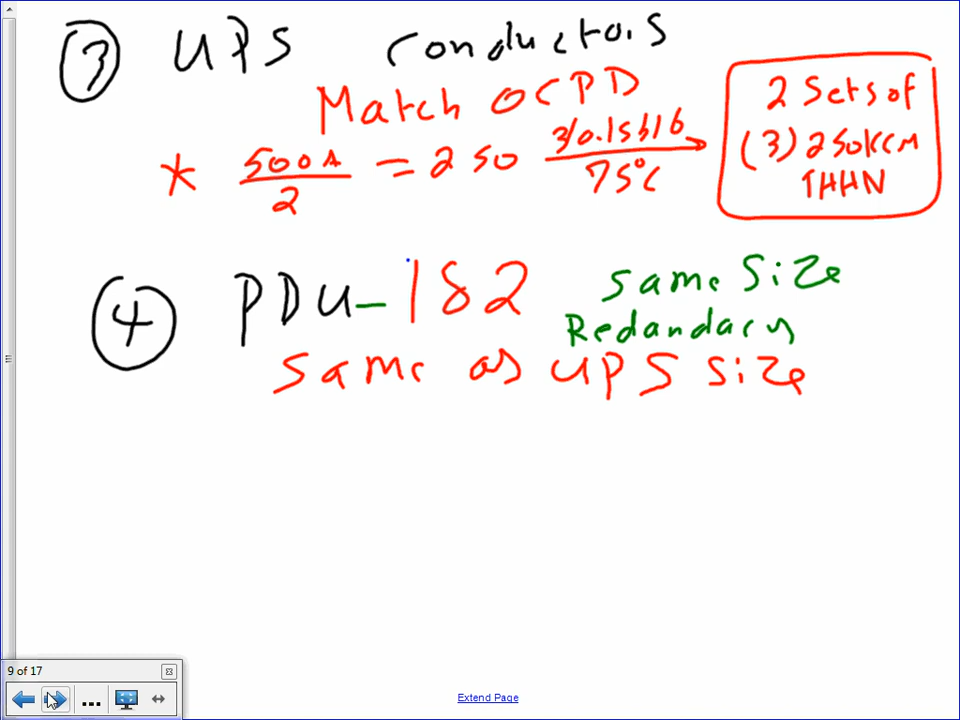 3 UPS Conductors
Match OCPD
* 500A/2 = 250 310.15b16/75°C → 2 Sets of (3) 250KCM THHN
4 PDU-1&2 Same Size
Redandacy
Same as UPS Size
9 of 17
Extend Page